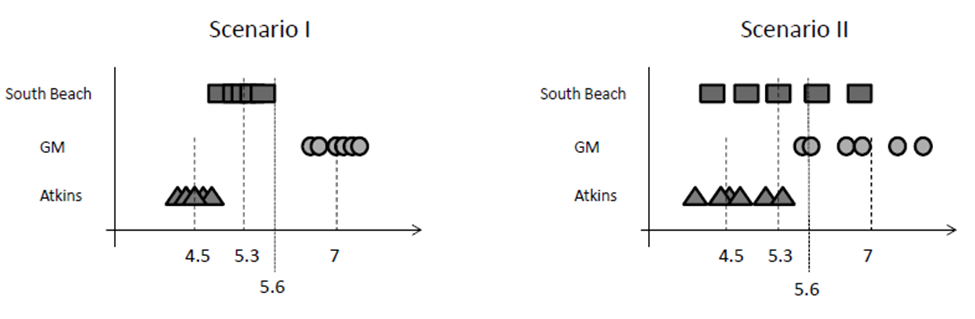 Scenario I
South Beach
GM
Atkins
4.5 5.3 7
5.6
Scenario II
South Beach
GM
Atkins
4.5 5.3 7
5.6